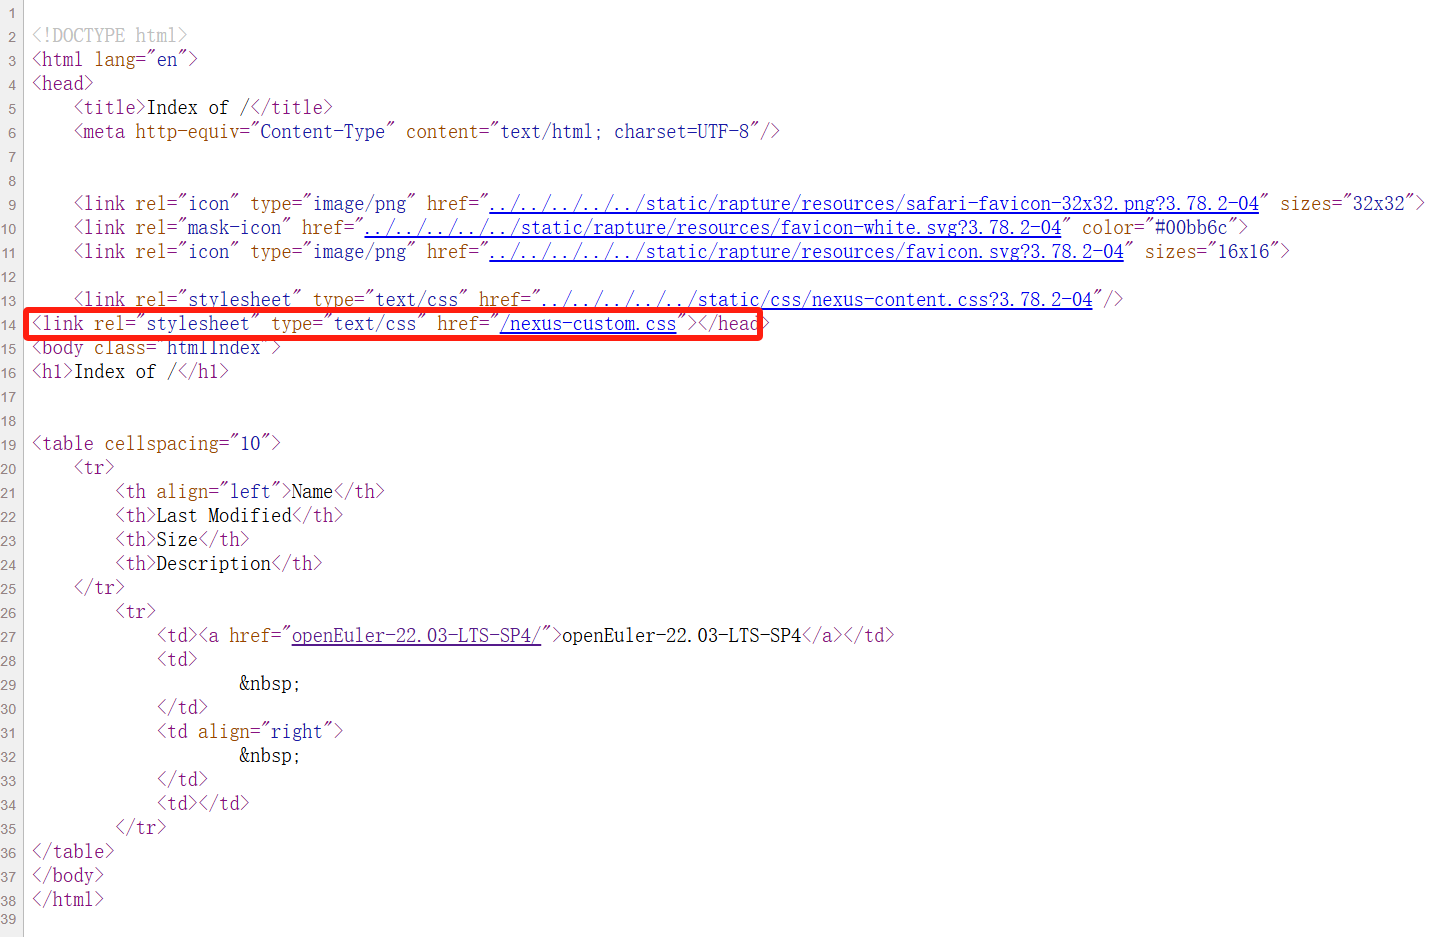 1
2 <!DOCTYPE html>
3 <html lang="en">
4 <head>
5     <title>Index of /</title>
6     <meta http-equiv="Content-Type" content="text/html; charset=UTF-8"/>
7
8
9     <link rel="icon" type="image/png" href="../../../../../static/rapture/resources/safari-favicon-32x32.png?3.78.2-04" sizes="32x32">
10     <link rel="mask-icon" href="../../../../../static/rapture/resources/favicon-white.svg?3.78.2-04" color="#00bb6c">
11     <link rel="icon" type="image/png" href="../../../../../static/rapture/resources/favicon.svg?3.78.2-04" sizes="16x16">
12
13     <link rel="stylesheet" type="text/css" href="../../../../../static/css/nexus-content.css?3.78.2-04"/>
14 <link rel="stylesheet" type="text/css" href="/nexus-custom.css"></head>
15 <body class="htmlIndex">
16 <h1>Index of /</h1>
17
18
19 <table cellspacing="10">
20     <tr>
21         <th align="left">Name</th>
22         <th>Last Modified</th>
23         <th>Size</th>
24         <th>Description</th>
25     </tr>
26         <tr>
27             <td><a href="openEuler-22.03-LTS-SP4/">openEuler-22.03-LTS-SP4</a></td>
28             <td>
29                     &nbsp;
30             </td>
31             <td align="right">
32                     &nbsp;
33             </td>
34             <td></td>
35         </tr>
36 </table>
37 </body>
38 </html>
39